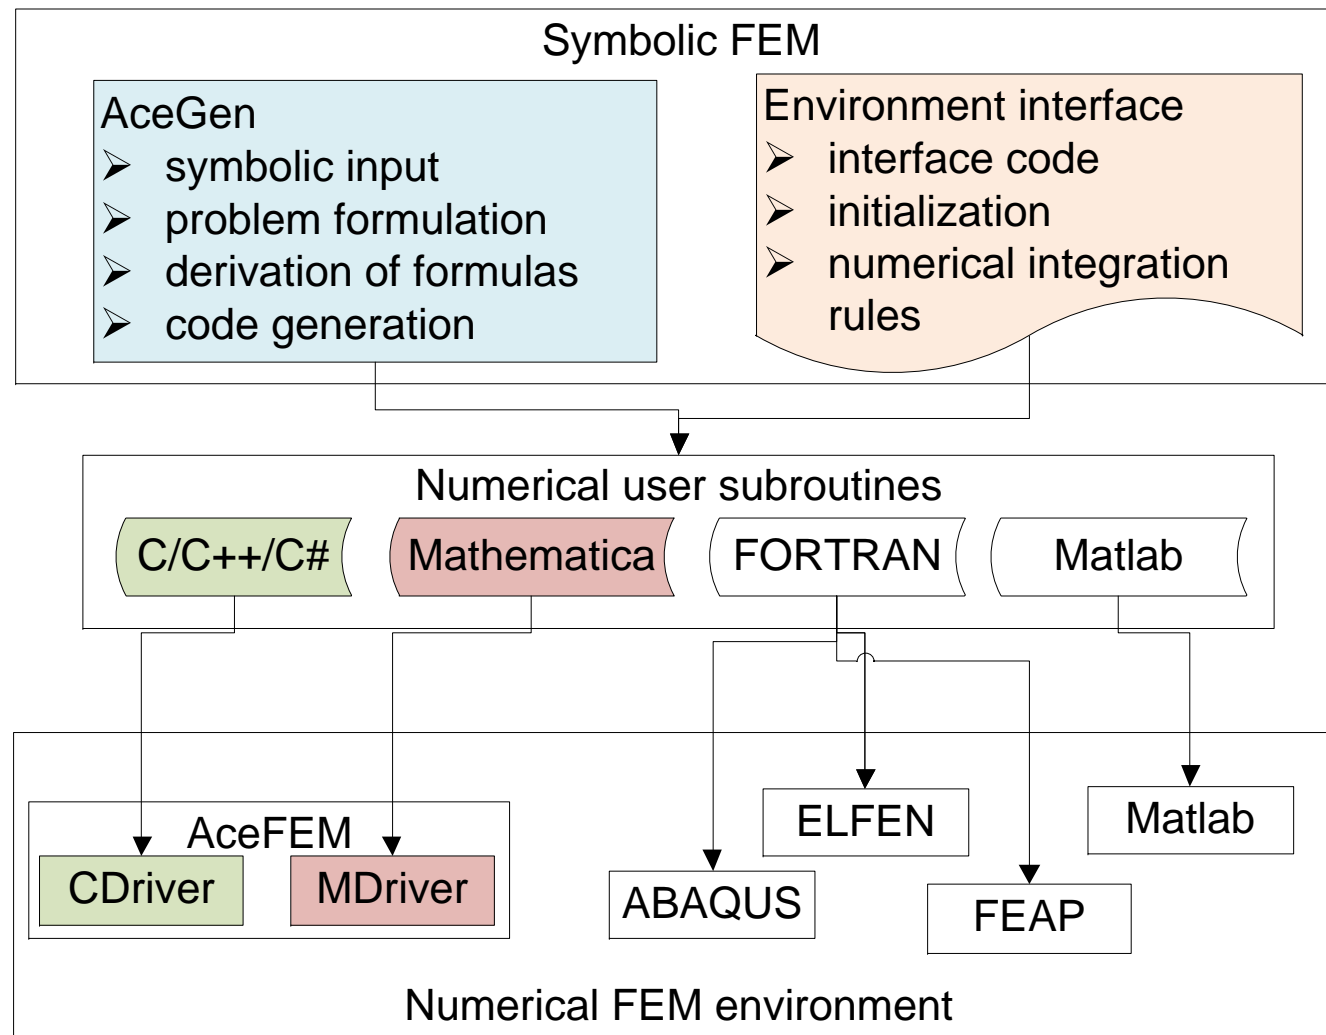 Symbolic FEM
AceGen
➢ symbolic input
➢ problem formulation
➢ derivation of formulas
➢ code generation
Environment interface
➢ interface code
➢ initialization
➢ numerical integration
rules
Numerical user subroutines
C/C++/C#
Mathematica
FORTRAN
Matlab
AceFEM
CDriver
MDriver
ABAQUS
ELFEN
FEAP
Matlab
Numerical FEM environment